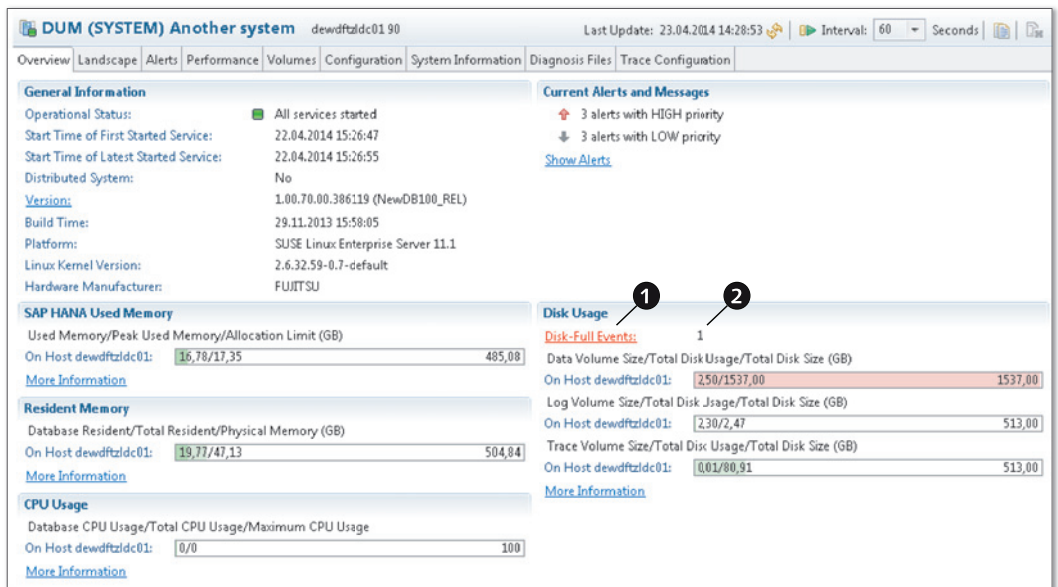 DUM (SYSTEM) Another system dewdftzldc01 90 Last Update: 23.04.2014 14:28:53 Interval: 60 Seconds
Overview Landscape Alerts Performance Volumes Configuration System Information Diagnosis Files Trace Configuration
General Information
Operational Status: All services started
Start Time of First Started Service: 22.04.2014 15:26:47
Start Time of Latest Started Service: 22.04.2014 15:26:55
Distributed System: No
Version: 1.00.70.00.386119 (NewDB100_REL)
Build Time: 29.11.2013 15:58:05
Platform: SUSE Linux Enterprise Server 11.1
Linux Kernel Version: 2.6.32.59-0.7-default
Hardware Manufacturer: FUJITSU
Current Alerts and Messages
3 alerts with HIGH priority
3 alerts with LOW priority
Show Alerts
SAP HANA Used Memory
Used Memory/Peak Used Memory/Allocation Limit (GB)
On Host dewdftzldc01: 16,78/17,35 485,08
More Information
Resident Memory
Database Resident/Total Resident/Physical Memory (GB)
On Host dewdftzldc01: 19,77/47,13 504,84
More Information
CPU Usage
Database CPU Usage/Total CPU Usage/Maximum CPU Usage
On Host dewdftzldc01: 0/0 100
More Information
1 2
Disk Usage
Disk-Full Events: 1
Data Volume Size/Total Disk Usage/Total Disk Size (GB)
On Host dewdftzldc01: 2,50/1537,00 1537,00
Log Volume Size/Total Disk Usage/Total Disk Size (GB)
On Host dewdftzldc01: 2,30/2,47 513,00
Trace Volume Size/Total Disk Usage/Total Disk Size (GB)
On Host dewdftzldc01: 0,01/80,91 513,00
More Information